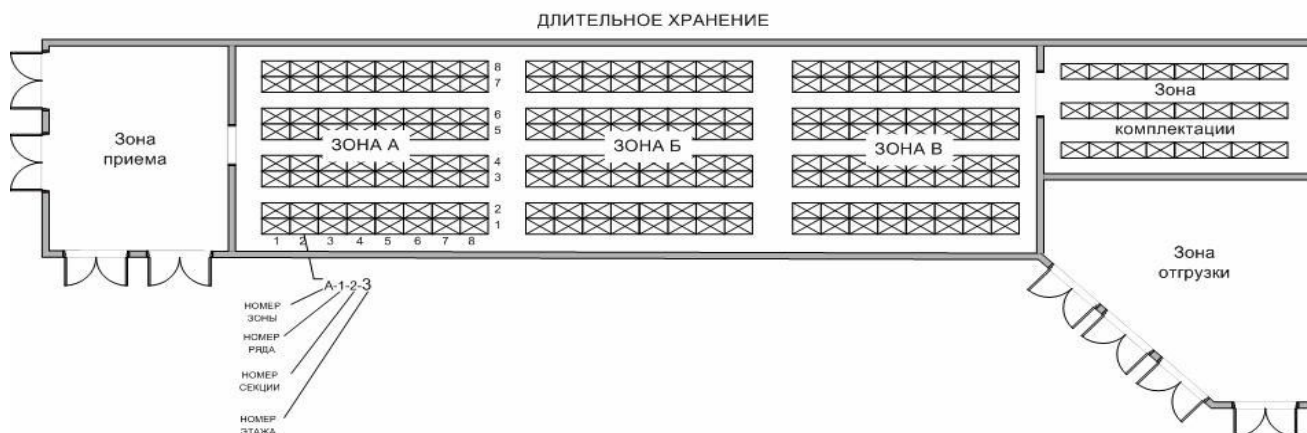 ДЛИТЕЛЬНОЕ ХРАНЕНИЕ
Зона
приема
ЗОНА А
ЗОНА Б
ЗОНА В
Зона
комплектации
8
7
6
5
4
3
2
1
1 2 3 4 5 6 7 8
Зона
отгрузки
А-1-2-3
НОМЕР
ЗОНЫ
НОМЕР
РЯДА
НОМЕР
СЕКЦИИ
НОМЕР
ЭТАЖА